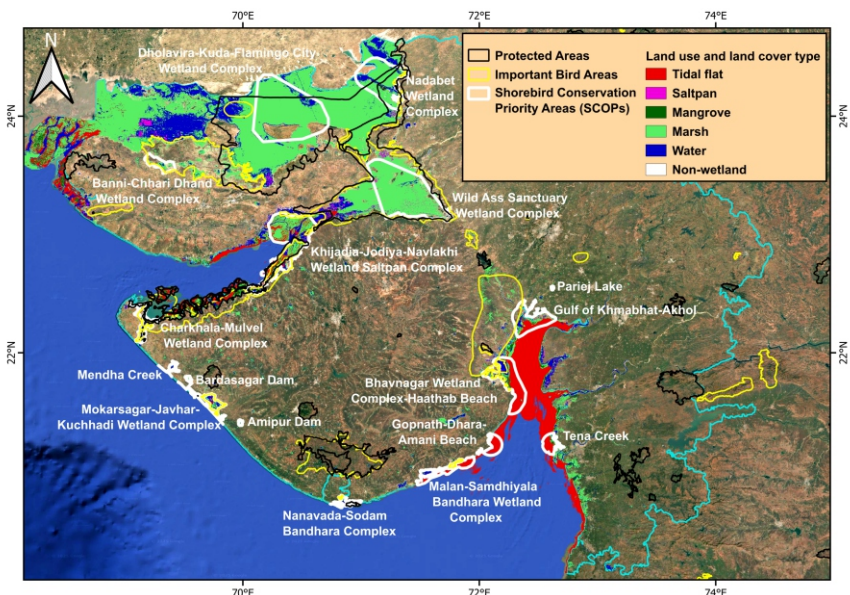 70°E
72°E
74°E
N
Dholavira-Kuda-Flamingo City-
Wetland Complex
Nadabet
Wetland
Complex
Protected Areas
Important Bird Areas
Shorebird Conservation
Priority Areas (SCOPs)
Land use and land cover type
Tidal flat
Saltpan
Mangrove
Marsh
Water
Non-wetland
24°N
24°N
Banni-Chhari Dhand
Wetland Complex
Wild Ass Sanctuary
Wetland Complex
Khijadia-Jodiya-Navlakhi
Wetland Saltpan Complex
Pariej Lake
Gulf of Khmabhat-Akhol
Charkhala-Mulvel
Wetland Complex
22°N
22°N
Mendha Creek
Bardasagar Dam
Bhavnagar Wetland
Complex-Haathab Beach
Mokarsagar-Javhar-
Kuchhadi Wetland Complex
Amipur Dam
Gopnath-Dhara-
Amani Beach
Tena Creek
Malan-Samdhiyala
Bandhara Wetland
Complex
Nanavada-Sodam
Bandhara Complex
70°E
72°E
74°E